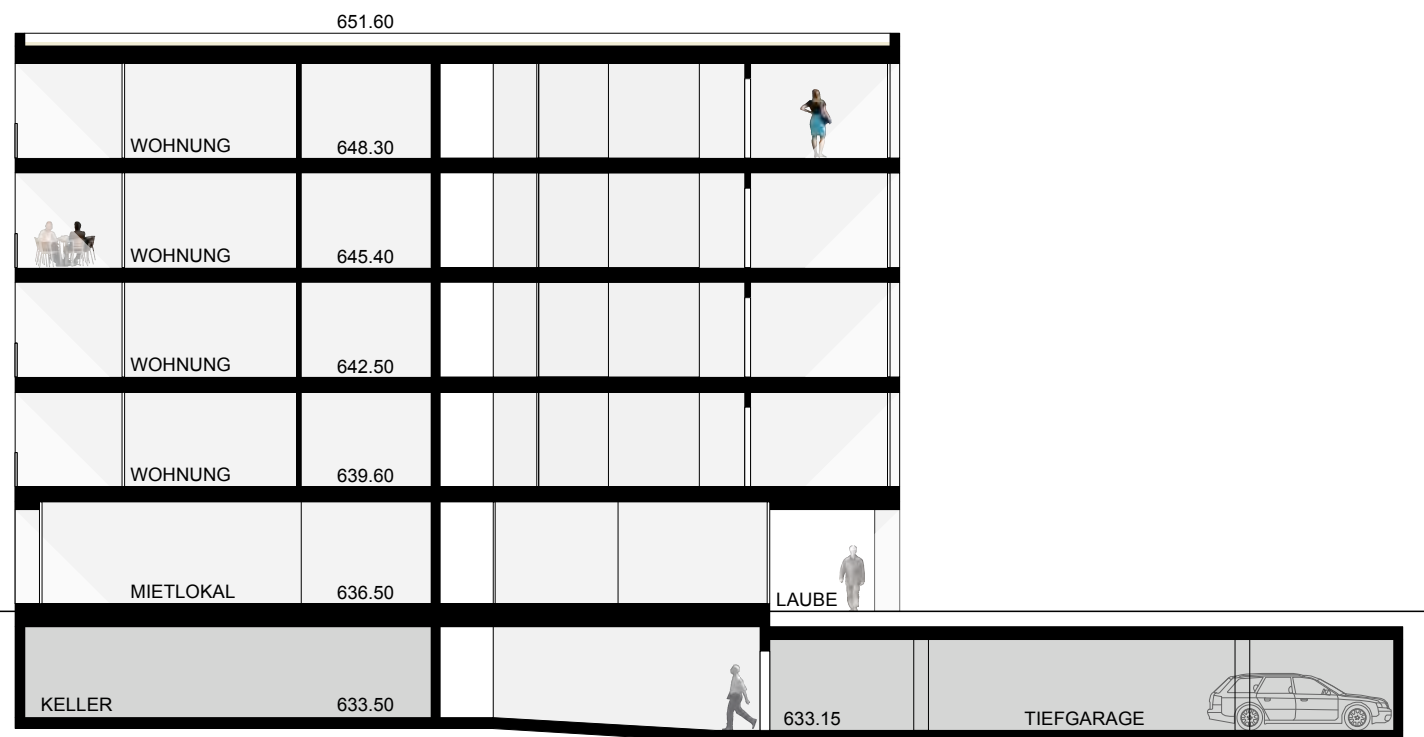 651.60
WOHNUNG 648.30
WOHNUNG 645.40
WOHNUNG 642.50
WOHNUNG 639.60
MIETLOKAL 636.50 LAUBE
KELLER 633.50 633.15 TIEFGARAGE